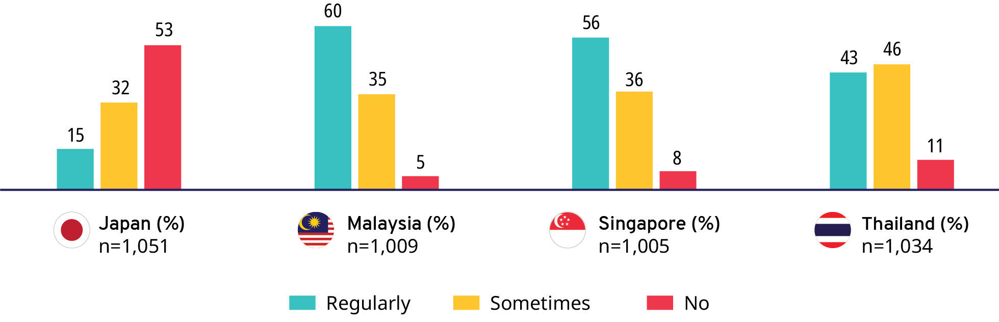 15
32
53
60
35
5
56
36
8
43
46
11
Japan (%)
n=1,051
Malaysia (%)
n=1,009
Singapore (%)
n=1,005
Thailand (%)
n=1,034
Regularly
Sometimes
No